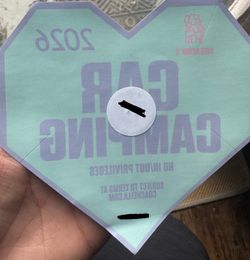 2026
CAR
CAMPING
NO IN/OUT PRIVILEGES
SUBJECT TO TERMS AT
COACHELLA.COM